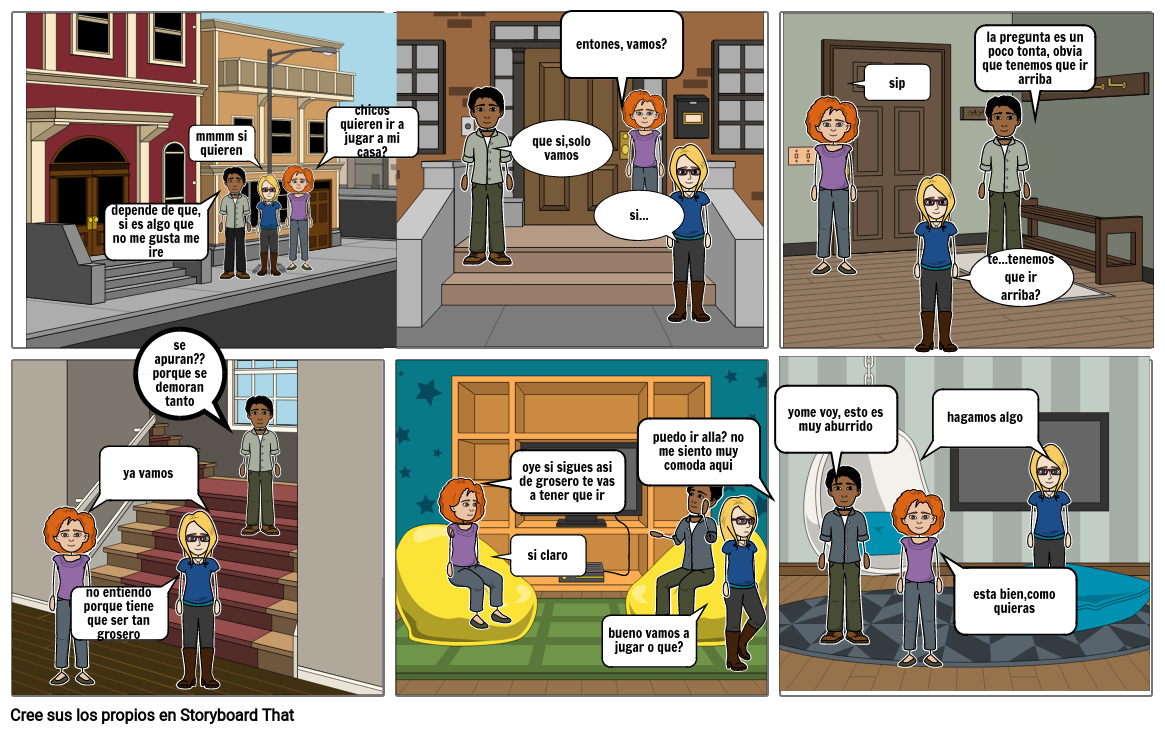 chicos
quieren ir a
jugar a mi
casa?
mmmm si
quieren
depende de que,
si es algo que
no me gusta me
ire
entones, vamos?
que si,solo
vamos
si...
la pregunta es un
poco tonta, obvia
que tenemos que ir
arriba
sip
te...tenemos
que ir
arriba?
se
apuran??
porque se
demoran
tanto
ya vamos
no entiendo
porque tiene
que ser tan
grosero
puedo ir alla? no
me siento muy
comoda aqui
oye si sigues asi
de grosero te vas
a tener que ir
si claro
bueno vamos a
jugar o que?
yome voy, esto es
muy aburrido
hagamos algo
esta bien,como
quieras
Cree sus los propios en Storyboard That